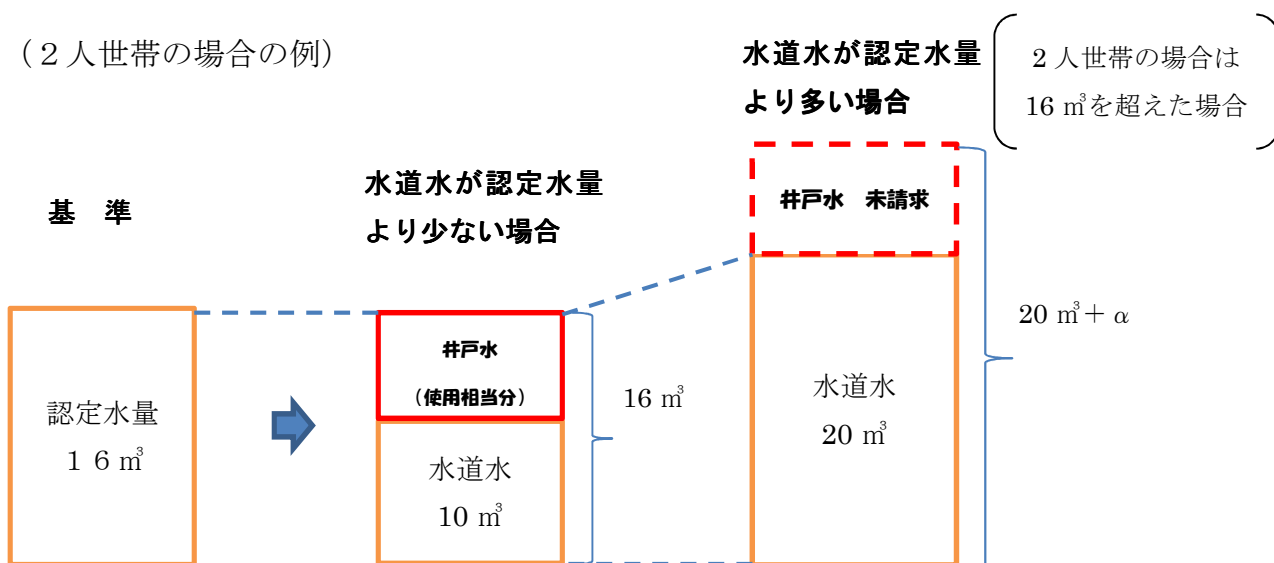 （２人世帯の場合の例）
基　準
認定水量
１６㎥
水道水が認定水量
より少ない場合
井戸水
（使用相当分）
水道水
10 ㎥
16 ㎥
水道水が認定水量
より多い場合
2 人世帯の場合は
16 ㎥を超えた場合
井戸水　未請求
水道水
20 ㎥
20 ㎥＋ α